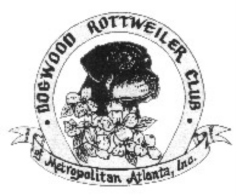 · DOGWOOD ROTTWEILER CLUB ·
of Metropolitan Atlanta, Inc.